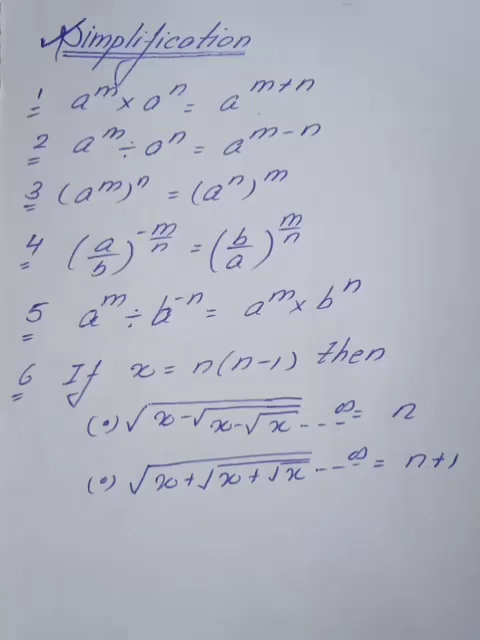 Simplification
1 a^m × a^n = a^(m+n)
2 a^m ÷ a^n = a^(m-n)
3 (a^m)^n = (a^n)^m
4 (a/b)^(-m/n) = (b/a)^(m/n)
5 a^m ÷ b^(-n) = a^m × b^n
6 If x = n(n-1) then
(•) √(x-√(x-√x)) --- ∞ = n
(•) √(x+√(x+√x)) --- ∞ = n+1